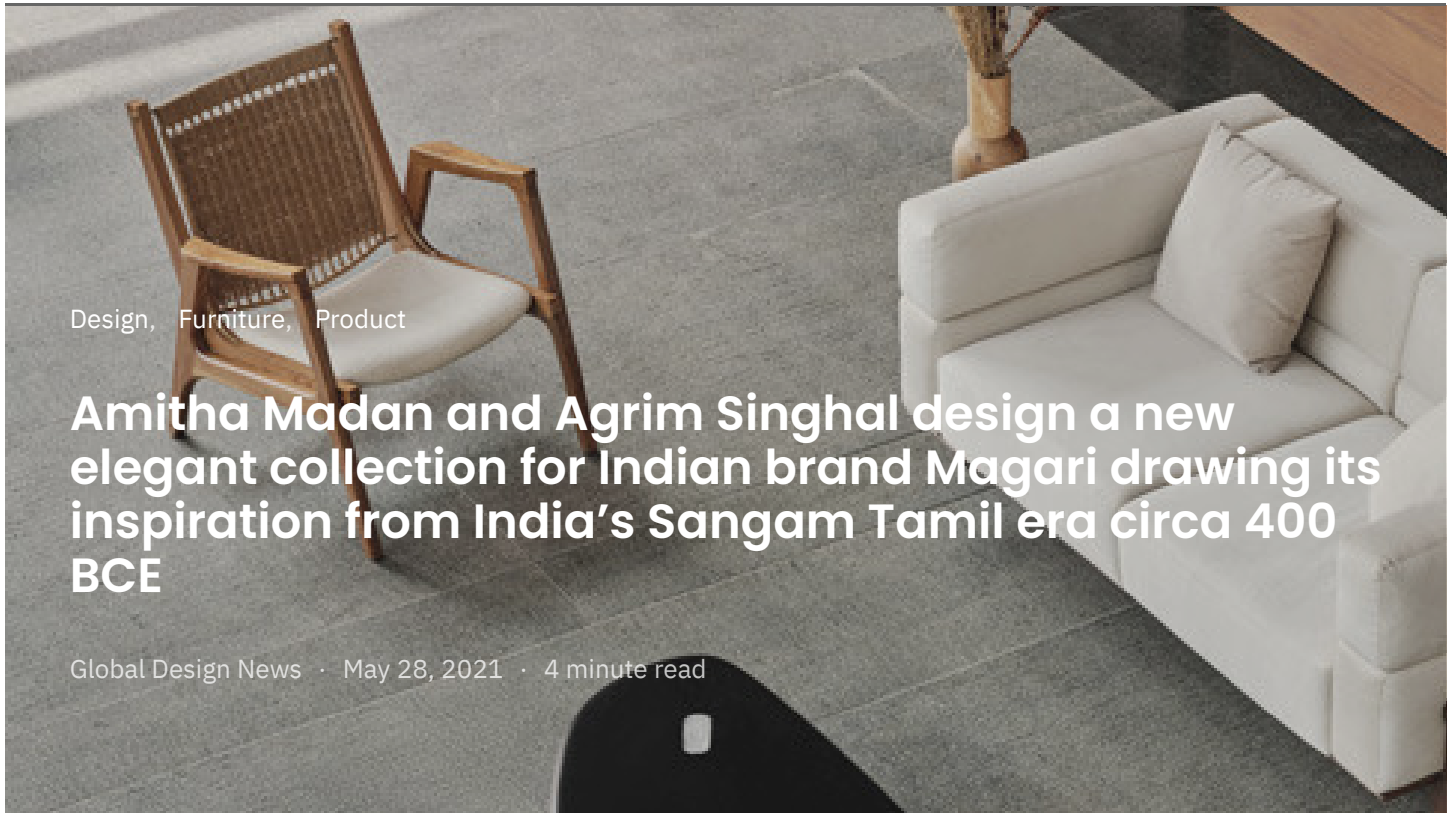 Design, Furniture, Product
Amitha Madan and Agrim Singhal design a new
elegant collection for Indian brand Magari drawing its
inspiration from India’s Sangam Tamil era circa 400
BCE
Global Design News · May 28, 2021 · 4 minute read